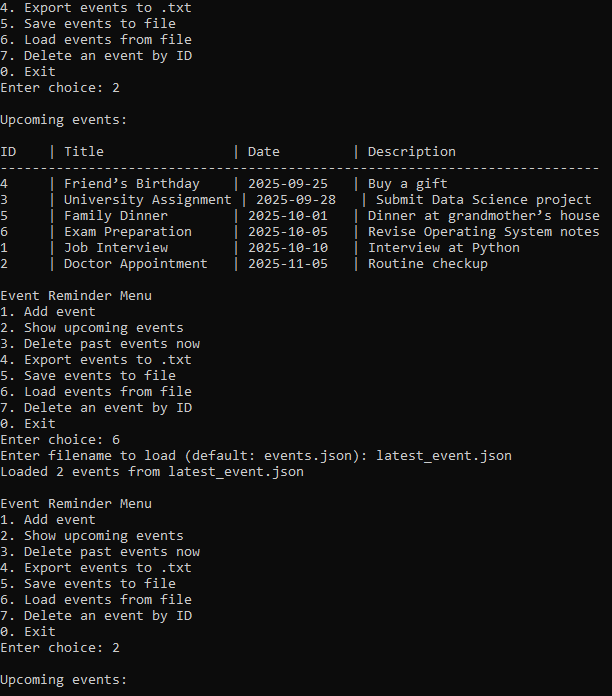 4. Export events to .txt
5. Save events to file
6. Load events from file
7. Delete an event by ID
0. Exit
Enter choice: 2

Upcoming events:

ID    | Title                | Date         | Description
---------------------------------------------------------------------------
4     | Friend’s Birthday    | 2025-09-25   | Buy a gift
3     | University Assignment | 2025-09-28   | Submit Data Science project
5     | Family Dinner        | 2025-10-01   | Dinner at grandmother’s house
6     | Exam Preparation     | 2025-10-05   | Revise Operating System notes
1     | Job Interview        | 2025-10-10   | Interview at Python
2     | Doctor Appointment   | 2025-11-05   | Routine checkup

Event Reminder Menu
1. Add event
2. Show upcoming events
3. Delete past events now
4. Export events to .txt
5. Save events to file
6. Load events from file
7. Delete an event by ID
0. Exit
Enter choice: 6
Enter filename to load (default: events.json): latest_event.json
Loaded 2 events from latest_event.json

Event Reminder Menu
1. Add event
2. Show upcoming events
3. Delete past events now
4. Export events to .txt
5. Save events to file
6. Load events from file
7. Delete an event by ID
0. Exit
Enter choice: 2

Upcoming events: